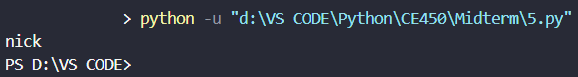 > python -u "d:\VS CODE\Python\CE450\Midterm\5.py"
nick
PS D:\VS CODE>